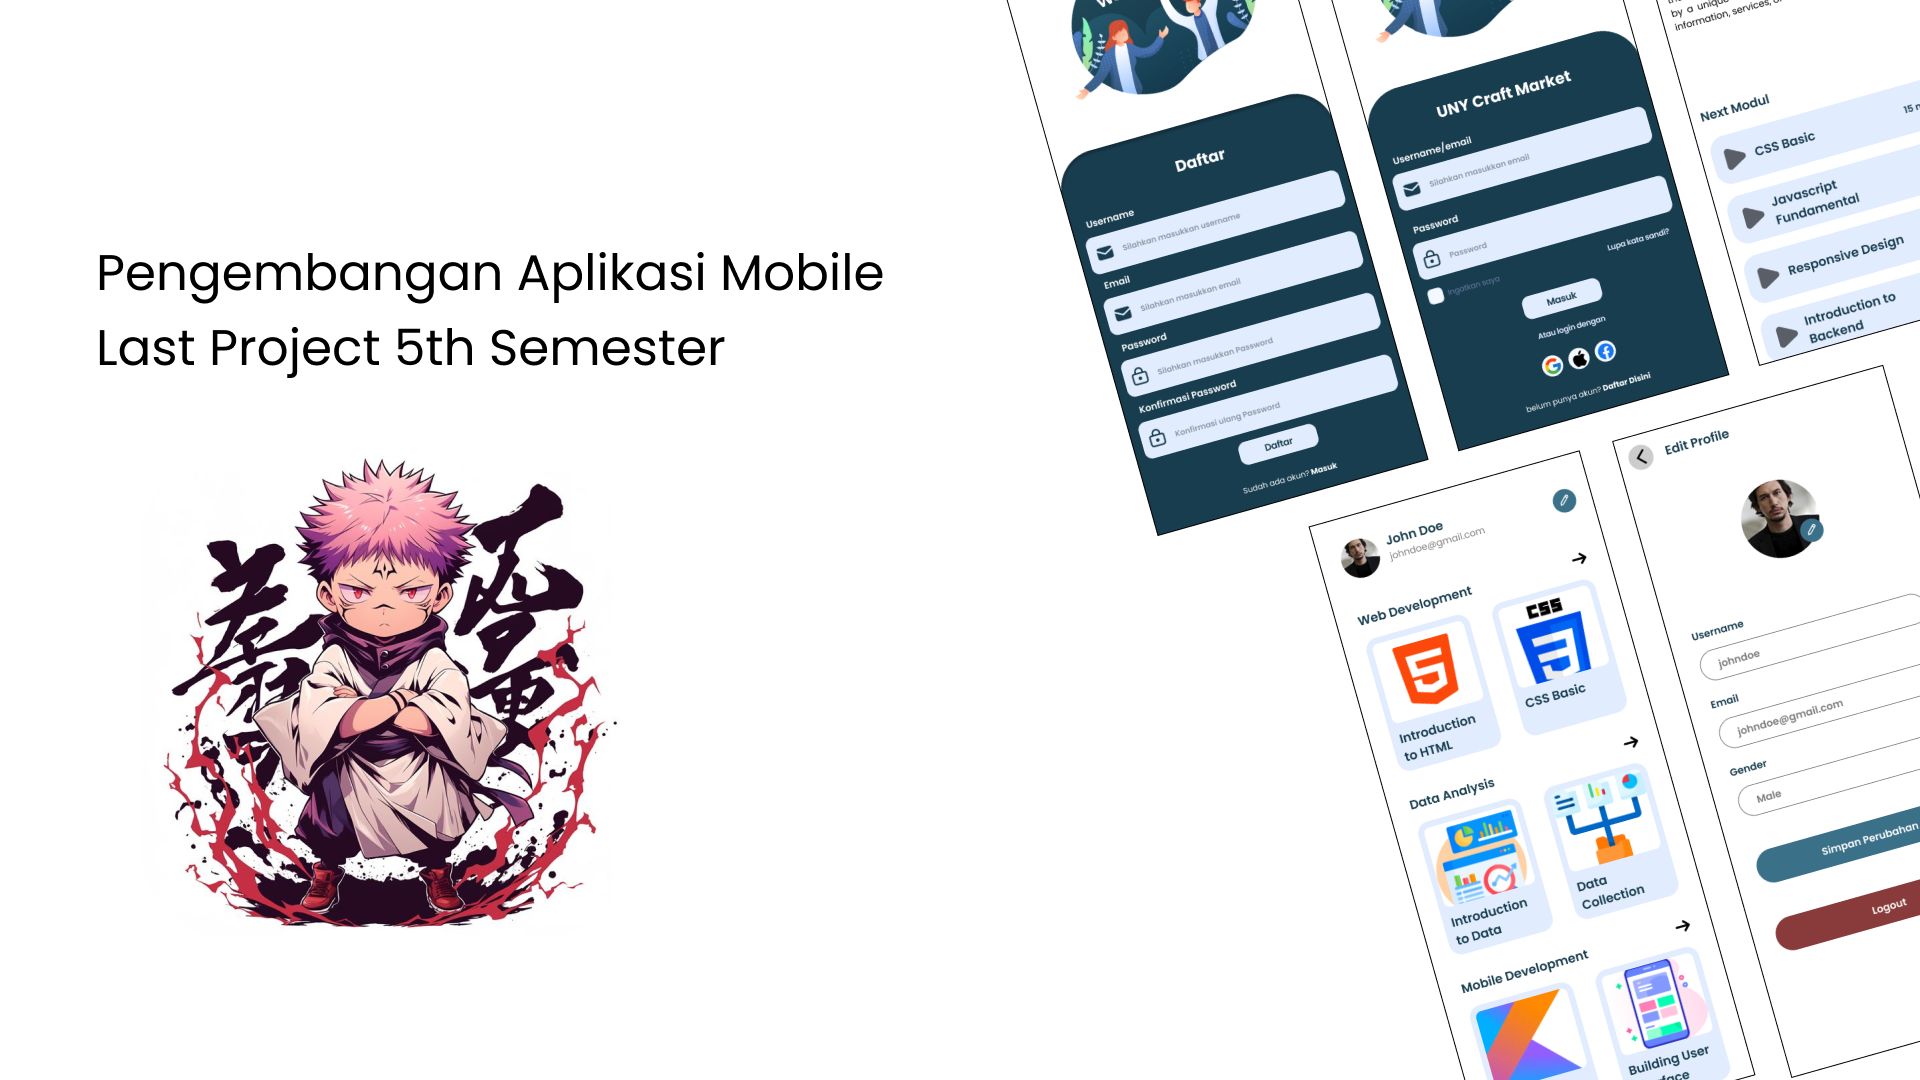 Pengembangan Aplikasi Mobile
Last Project 5th Semester
Daftar
Username
Silahkan masukkan username
Email
Silahkan masukkan email
Password
Silahkan masukkan Password
Konfirmasi Password
Konfirmasi ulang Password
Daftar
Sudah ada akun? Masuk
UNY Craft Market
Username/email
Silahkan masukkan email
Password
Password
Lupa kata sandi?
Ingatkan saya
Masuk
Atau login dengan
belum punya akun? Daftar Disini
by a unique
information, services,
Next Modul
CSS Basic
15
Javascript
Fundamental
Responsive Design
Introduction to
Backend
John Doe
johndoe@gmail.com
Web Development
Introduction
to HTML
CSS
CSS Basic
Data Analysis
Introduction
to Data
Data
Collection
Mobile Development
Building User
Edit Profile
Username
johndoe
Email
johndoe@gmail.com
Gender
Male
Simpan Perubahan
Logout